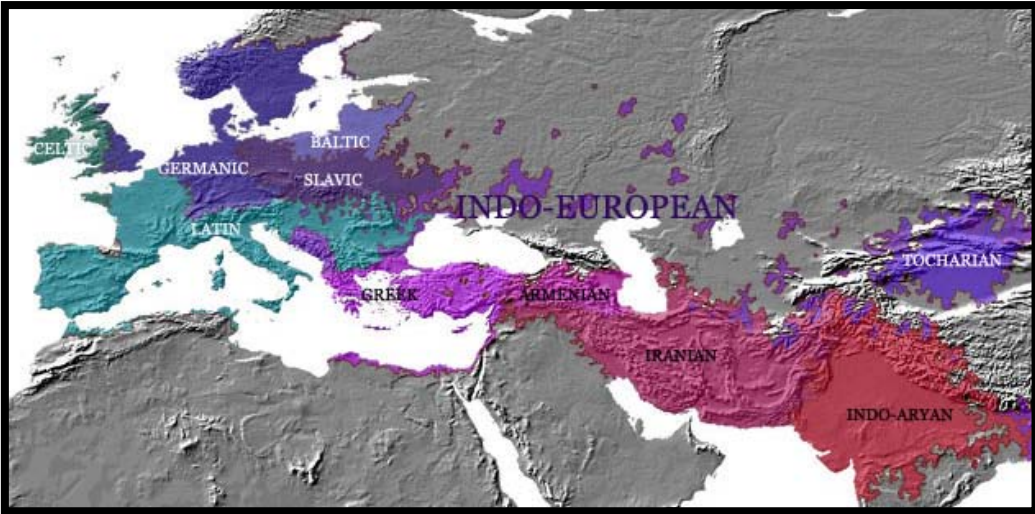 CELTIC
GERMANIC
BALTIC
SLAVIC
INDO-EUROPEAN
LATIN
TOCHARIAN
GREEK
ARMENIAN
IRANIAN
INDO-ARYAN